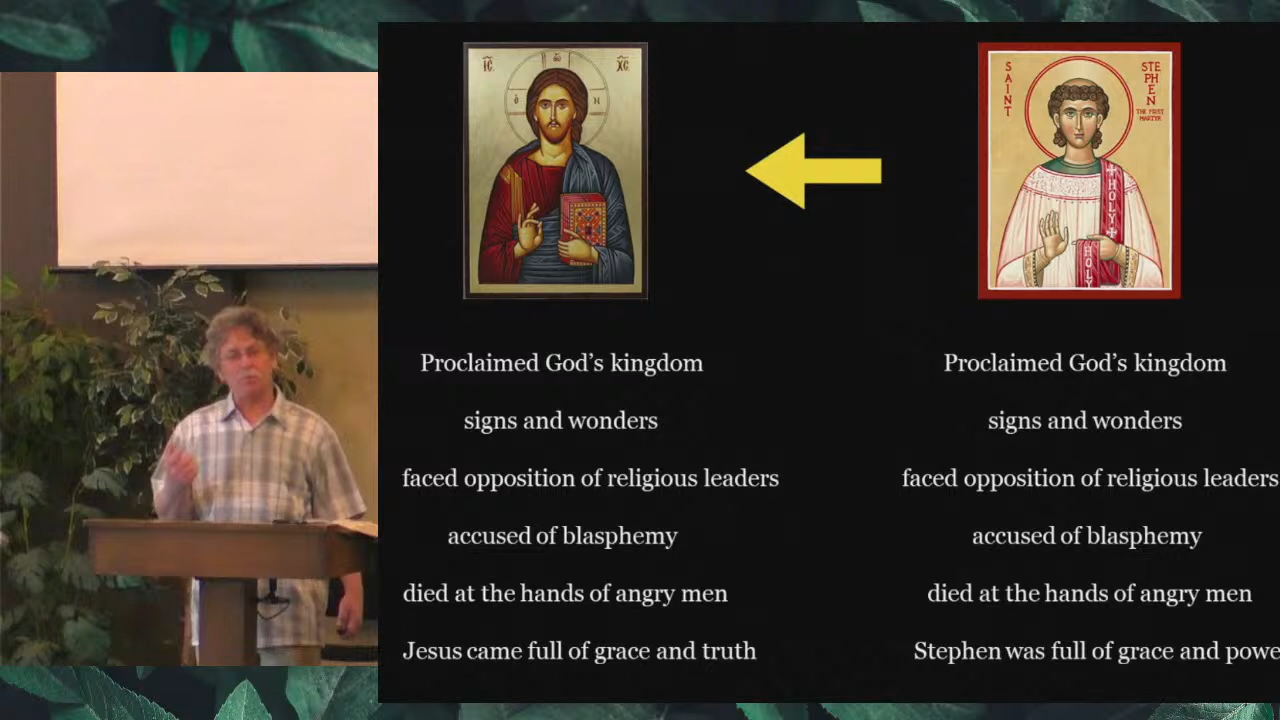 IC
XC
ὁ ὤν
SAINT
STEPHEN
THE FIRST
MARTYR
HOLY
HOLY
Proclaimed God’s kingdom
Proclaimed God’s kingdom
signs and wonders
signs and wonders
faced opposition of religious leaders
faced opposition of religious leaders
accused of blasphemy
accused of blasphemy
died at the hands of angry men
died at the hands of angry men
Jesus came full of grace and truth
Stephen was full of grace and powe